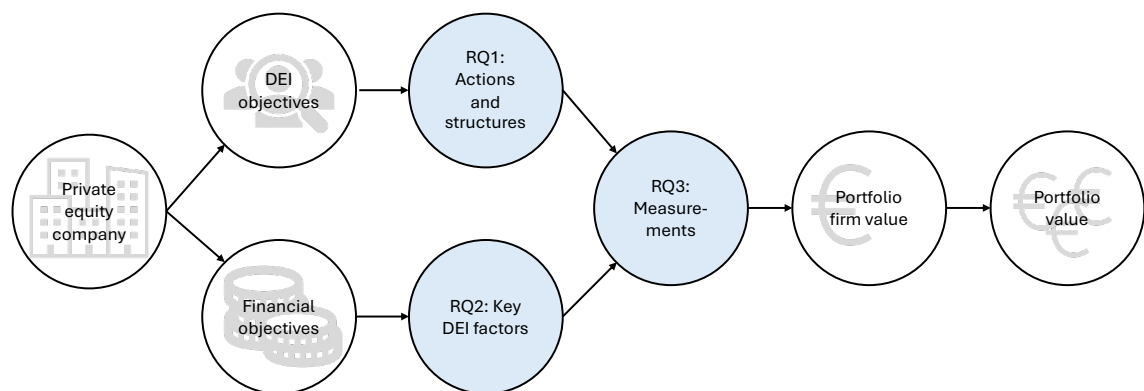 DEI
objectives
RQ1:
Actions
and
structures
Private
equity
company
RQ3:
Measure-
ments
Portfolio
firm value
Portfolio
value
Financial
objectives
RQ2: Key
DEI factors